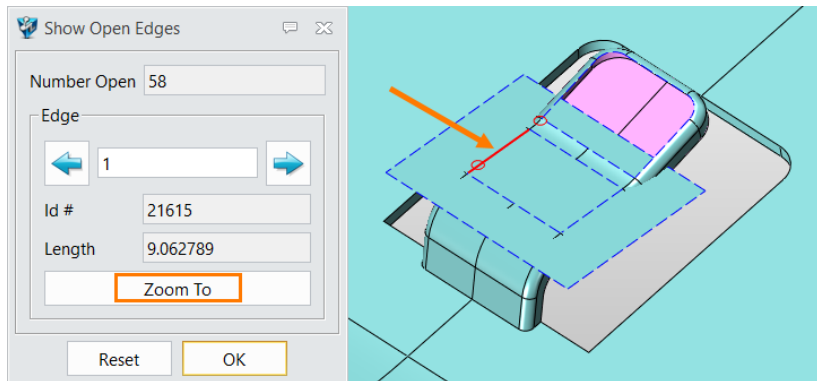 Show Open Edges
Number Open 58
Edge
1
Id # 21615
Length 9.062789
Zoom To
Reset OK